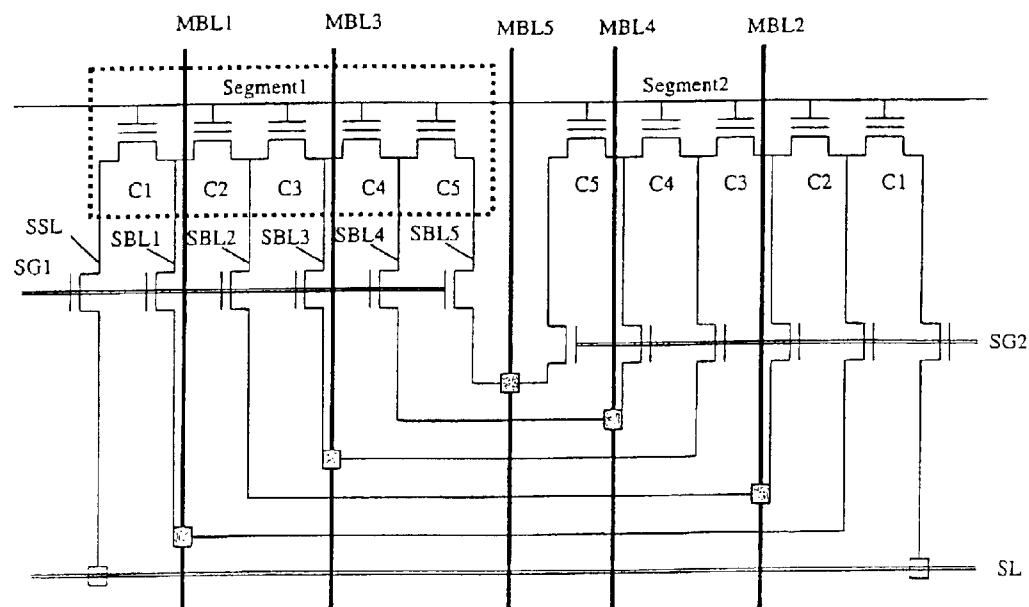 MBL1 MBL3 MBL5 MBL4 MBL2
Segment1 Segment2
C1 C2 C3 C4 C5 C5 C4 C3 C2 C1
SSL SBL1 SBL2 SBL3 SBL4 SBL5
SG1
SG2
SL